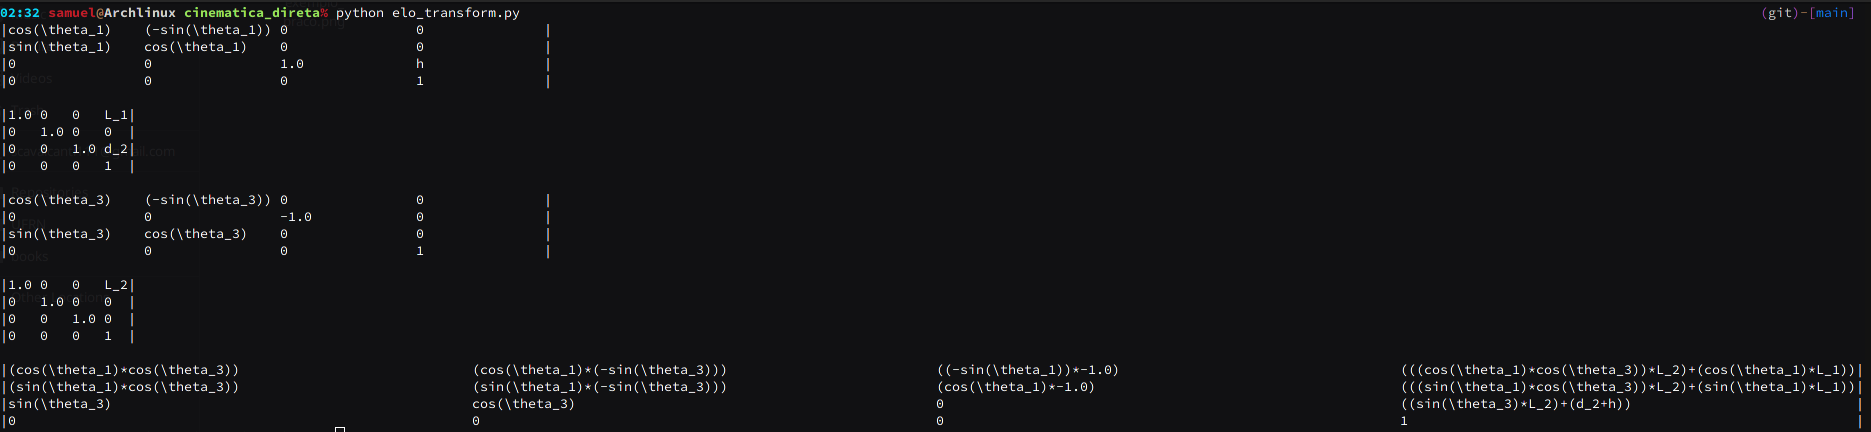 02:32 samuel@Archlinux cinematica_direta% python elo_transform.py (git)-[main]
|cos(\theta_1) (-sin(\theta_1)) 0 0 |
|sin(\theta_1) cos(\theta_1) 0 0 |
|0 0 1.0 h |
|0 0 0 1 |
|1.0 0 0 L_1|
|0 1.0 0 0 |
|0 0 1.0 d_2|
|0 0 0 1 |
|cos(\theta_3) (-sin(\theta_3)) 0 0 |
|0 0 -1.0 0 |
|sin(\theta_3) cos(\theta_3) 0 0 |
|0 0 0 1 |
|1.0 0 0 L_2|
|0 1.0 0 0 |
|0 0 1.0 0 |
|0 0 0 1 |
|(cos(\theta_1)*cos(\theta_3)) (cos(\theta_1)*(-sin(\theta_3))) ((-sin(\theta_1))*-1.0) (((cos(\theta_1)*cos(\theta_3))*L_2)+(cos(\theta_1)*L_1))|
|(sin(\theta_1)*cos(\theta_3)) (sin(\theta_1)*(-sin(\theta_3))) (cos(\theta_1)*-1.0) (((sin(\theta_1)*cos(\theta_3))*L_2)+(sin(\theta_1)*L_1))|
|sin(\theta_3) cos(\theta_3) 0 ((sin(\theta_3)*L_2)+(d_2+h)) |
|0 0 0 1 |